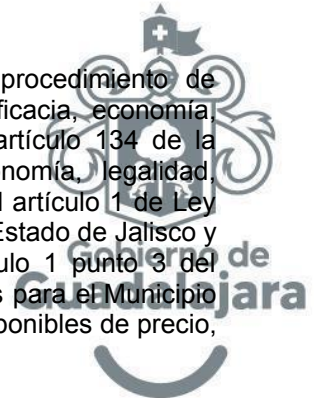 procedimiento de
ficacia, economía,
artículo 134 de la
onomía, legalidad,
l artículo 1 de Ley
Estado de Jalisco y
ulo 1 punto 3 del
s para el Municipio
ponibles de precio,
Gobierno de
Guadalajara